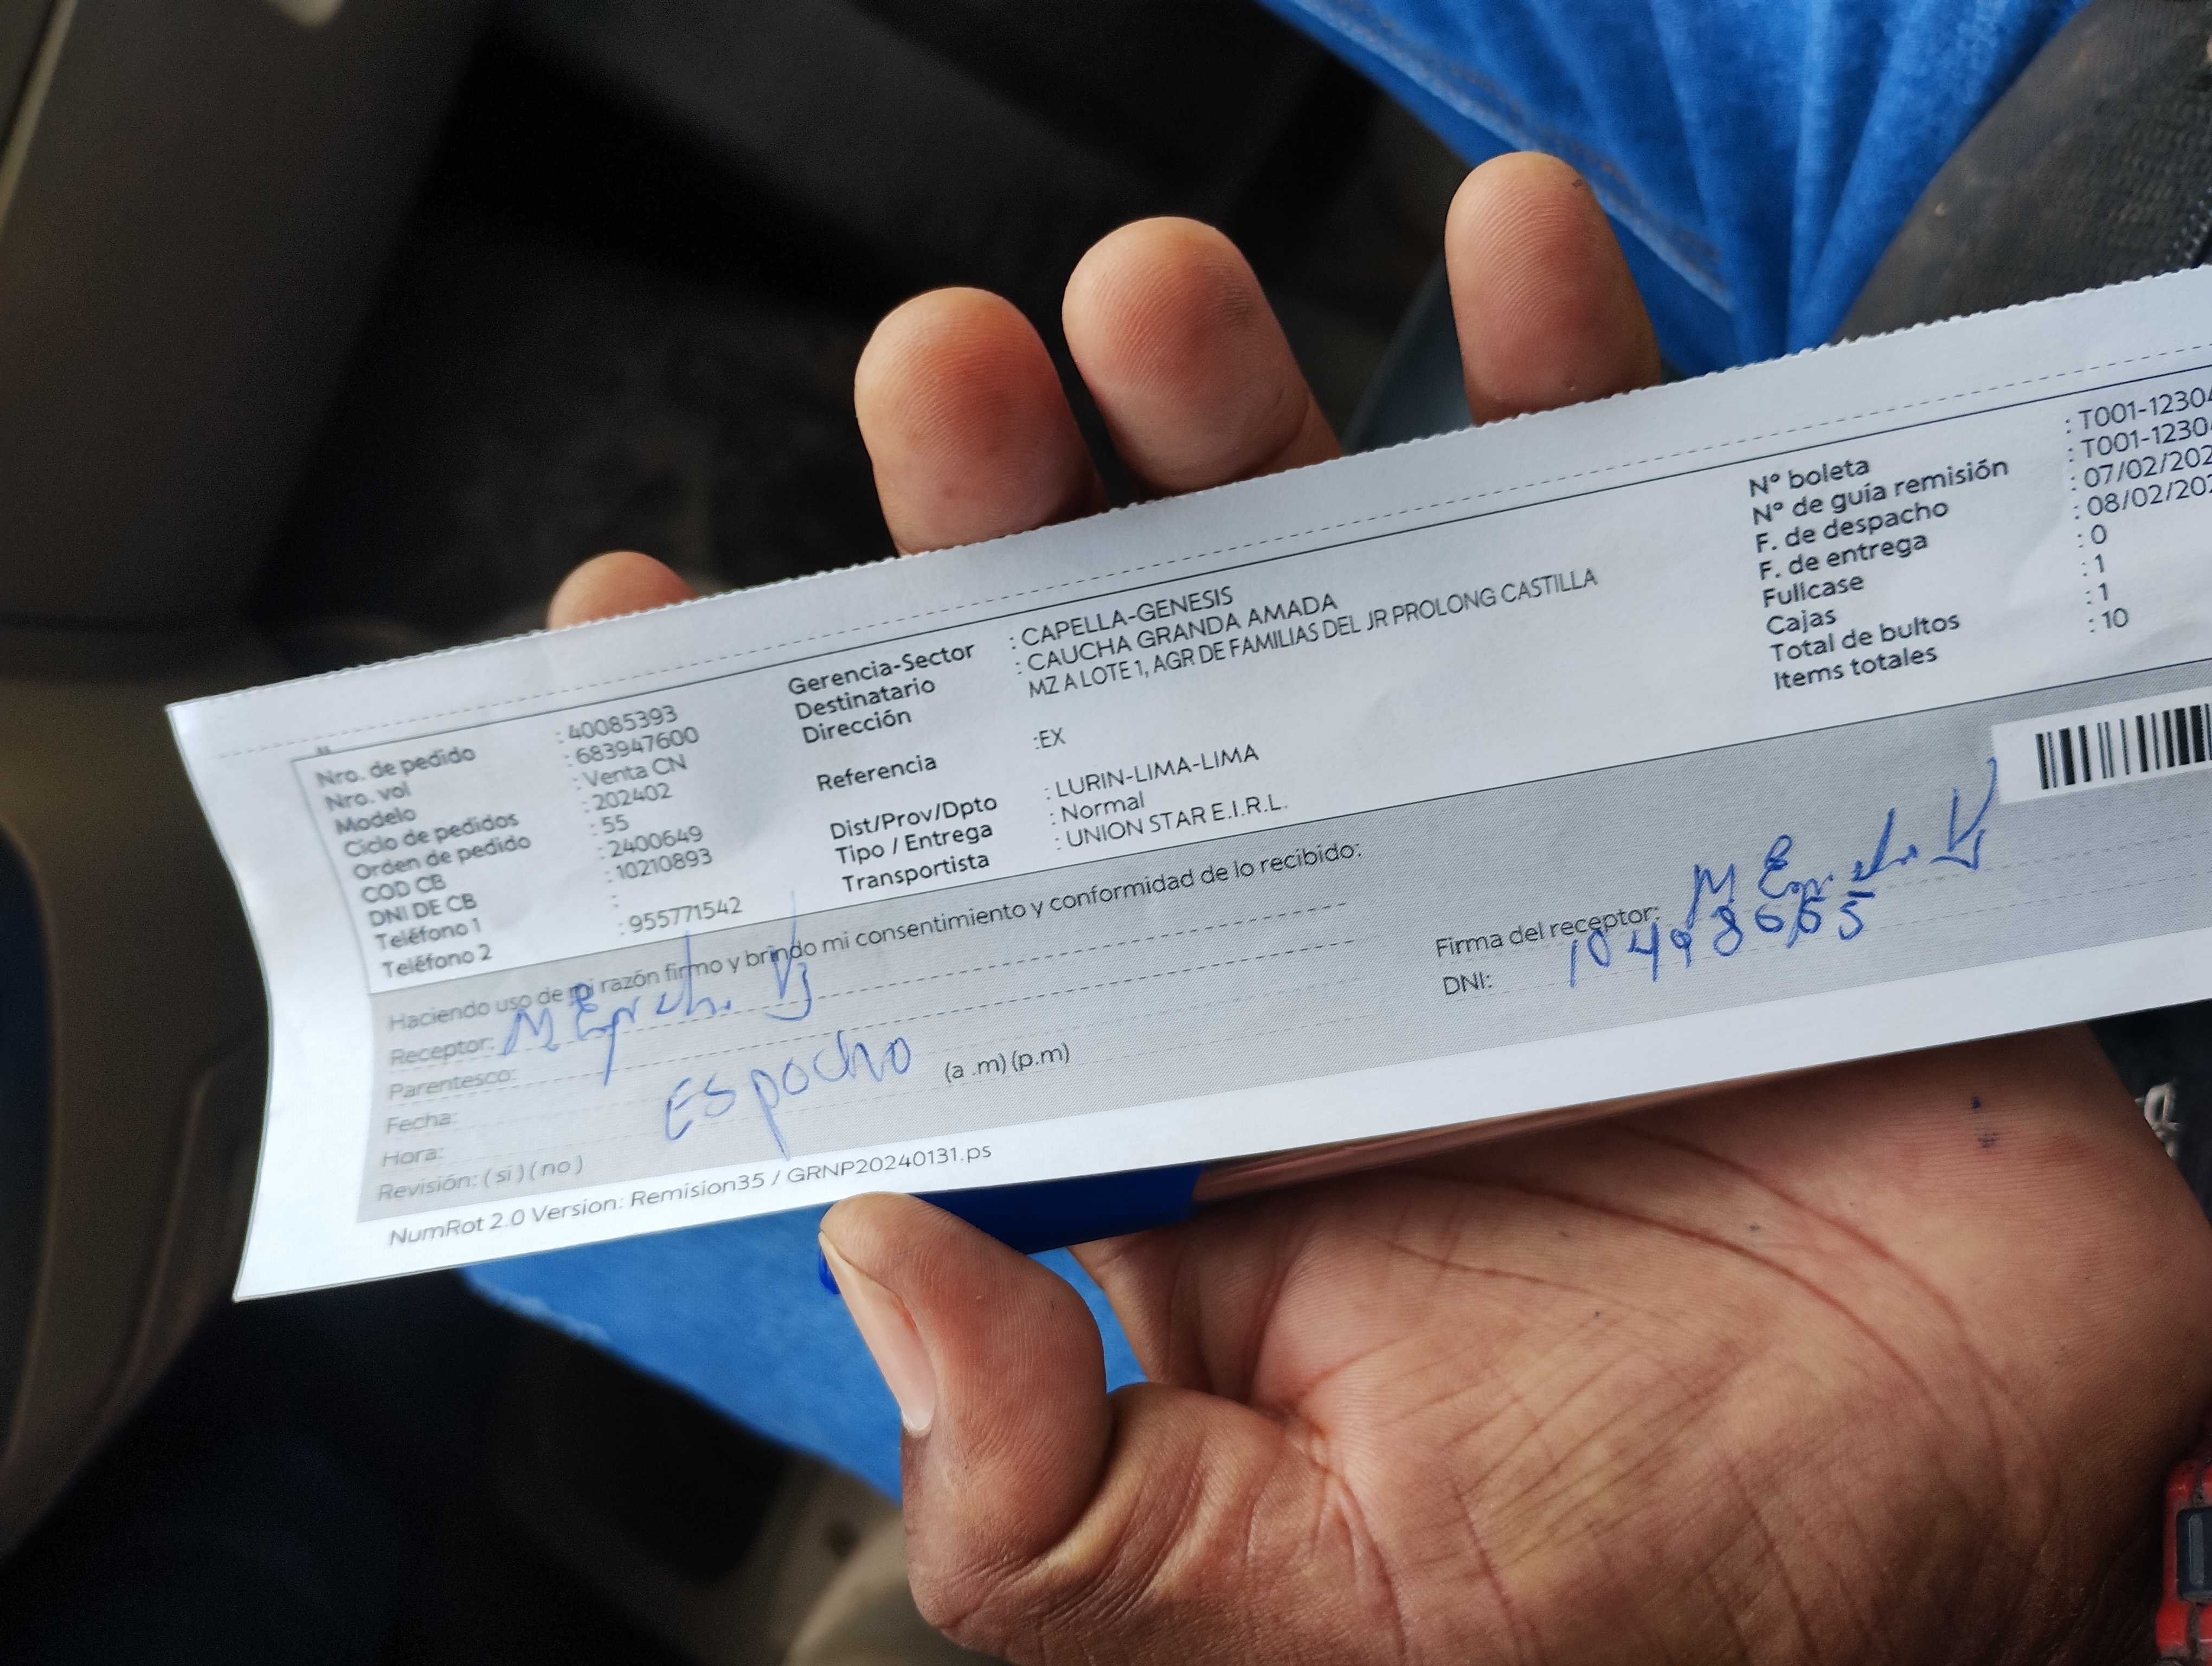 Nro. de pedido : 40085393
Nro. vol : 683947600
Modelo : Venta CN
Ciclo de pedidos : 202402
Orden de pedido : 55
COD CB : 2400649
DNI DE CB : 10210893
Teléfono 1 :
Teléfono 2 : 955771542
Gerencia-Sector : CAPELLA-GENESIS
Destinatario : CAUCHA GRANDA AMADA
Dirección MZ A LOTE 1, AGR DE FAMILIAS DEL JR PROLONG CASTILLA
Referencia :EX
Dist/Prov/Dpto : LURIN-LIMA-LIMA
Tipo / Entrega : Normal
Transportista : UNION STAR E.I.R.L.
N° boleta : T001-1230
N° de guía remisión : T001-1230
F. de despacho : 07/02/202
F. de entrega : 08/02/202
Fullcase : 0
Cajas : 1
Total de bultos : 1
Items totales : 10
Haciendo uso de mi razón firmo y brindo mi consentimiento y conformidad de lo recibido:
Receptor: M
Parentesco:
Fecha: Espocho
Hora: (a .m) (p.m)
Revisión: ( si ) ( no )
Firma del receptor: M
DNI: 10498665
NumRot 2.0 Version: Remision35 / GRNP20240131.ps